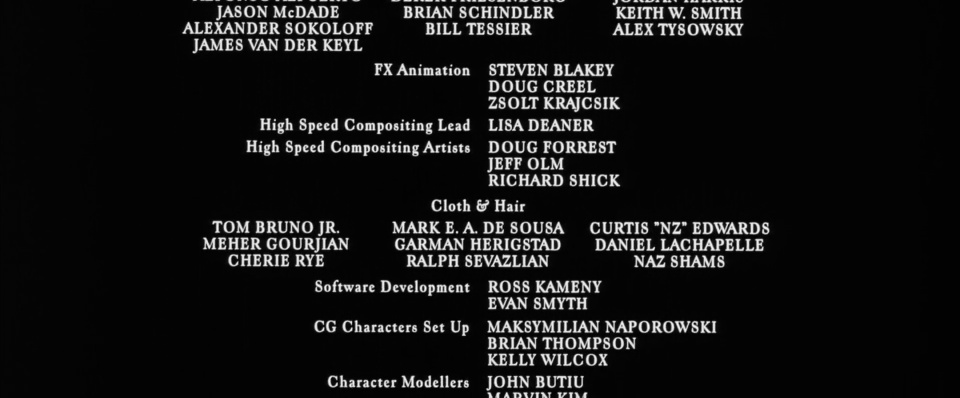 JASON McDADE BRIAN SCHINDLER KEITH W. SMITH
ALEXANDER SOKOLOFF BILL TESSIER ALEX TYSOWSKY
JAMES VAN DER KEYL
FX Animation STEVEN BLAKEY
DOUG CREEL
ZSOLT KRAJCSIK
High Speed Compositing Lead LISA DEANER
High Speed Compositing Artists DOUG FORREST
JEFF OLM
RICHARD SHICK
Cloth & Hair
TOM BRUNO JR. MARK E. A. DE SOUSA CURTIS "NZ" EDWARDS
MEHER GOURJIAN GARMAN HERIGSTAD DANIEL LACHAPELLE
CHERIE RYE RALPH SEVAZLIAN NAZ SHAMS
Software Development ROSS KAMENY
EVAN SMYTH
CG Characters Set Up MAKSYMILIAN NAPOROWSKI
BRIAN THOMPSON
KELLY WILCOX
Character Modellers JOHN BUTIU
MARVIN KIM